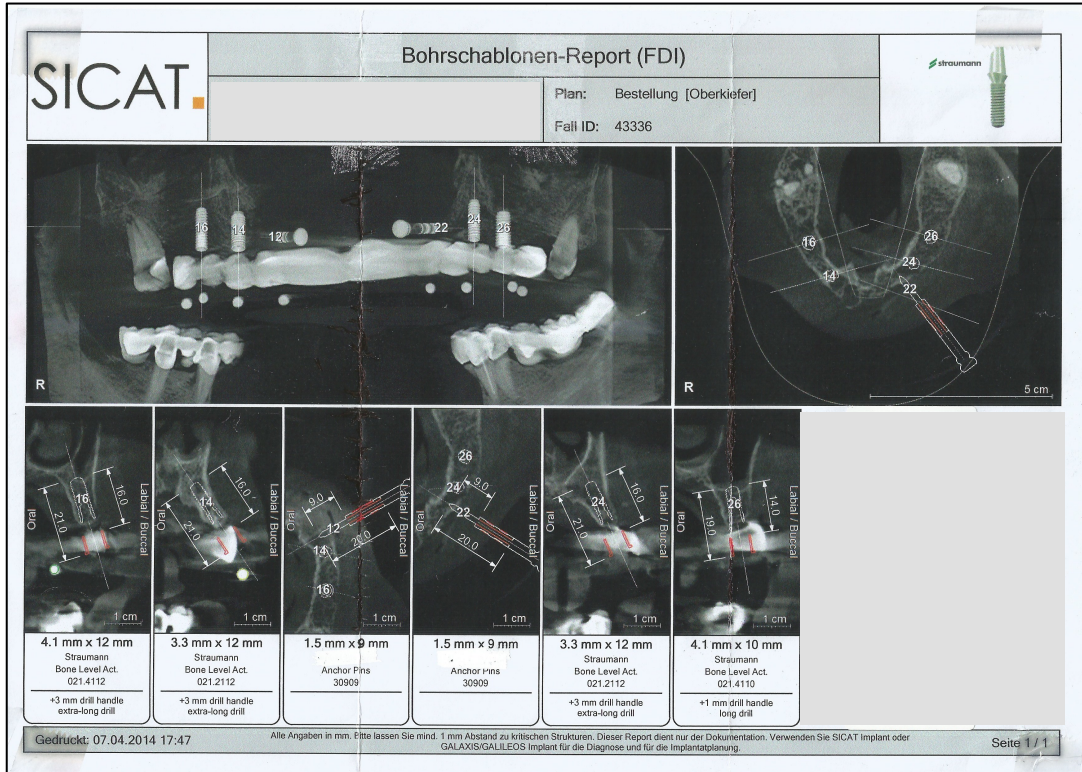 SICAT.
Bohrschablonen-Report (FDI)
Plan: Bestellung [Oberkiefer]
Fall ID: 43336
straumann
16
14
12
22
24
26
R
16
14
26
24
22
R
5 cm
16
21.0
16.0
Oral
Labial / Buccal
1 cm
14
21.0
16.0
Oral
Labial / Buccal
1 cm
9.0
12
14
16
20.0
Oral
Labial / Buccal
1 cm
26
24
22
9.0
20.0
Oral
Labial / Buccal
1 cm
24
21.0
16.0
Oral
Labial / Buccal
1 cm
26
19.0
14.0
Oral
Labial / Buccal
1 cm
4.1 mm x 12 mm
Straumann
Bone Level Act.
021.4112
+3 mm drill handle
extra-long drill
3.3 mm x 12 mm
Straumann
Bone Level Act.
021.2112
+3 mm drill handle
extra-long drill
1.5 mm x 9 mm
Anchor Pins
30909
1.5 mm x 9 mm
Anchor Pins
30909
3.3 mm x 12 mm
Straumann
Bone Level Act.
021.2112
+3 mm drill handle
extra-long drill
4.1 mm x 10 mm
Straumann
Bone Level Act.
021.4110
+1 mm drill handle
long drill
Gedruckt: 07.04.2014 17:47
Alle Angaben in mm. Bitte lassen Sie mind. 1 mm Abstand zu kritischen Strukturen. Dieser Report dient nur der Dokumentation. Verwenden Sie SICAT Implant oder
GALAXIS/GALILEOS Implant für die Diagnose und für die Implantatplanung.
Seite 1 / 1